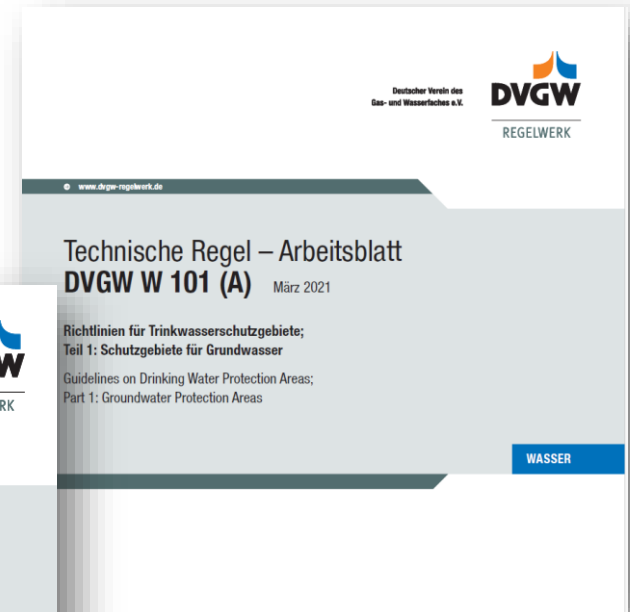 Deutscher Verein des
Gas- und Wasserfaches e.V.
DVGW
REGELWERK
© www.dvgw-regelwerk.de
Technische Regel – Arbeitsblatt
DVGW W 101 (A) März 2021
Richtlinien für Trinkwasserschutzgebiete;
Teil 1: Schutzgebiete für Grundwasser
Guidelines on Drinking Water Protection Areas;
Part 1: Groundwater Protection Areas
WASSER
W
RK